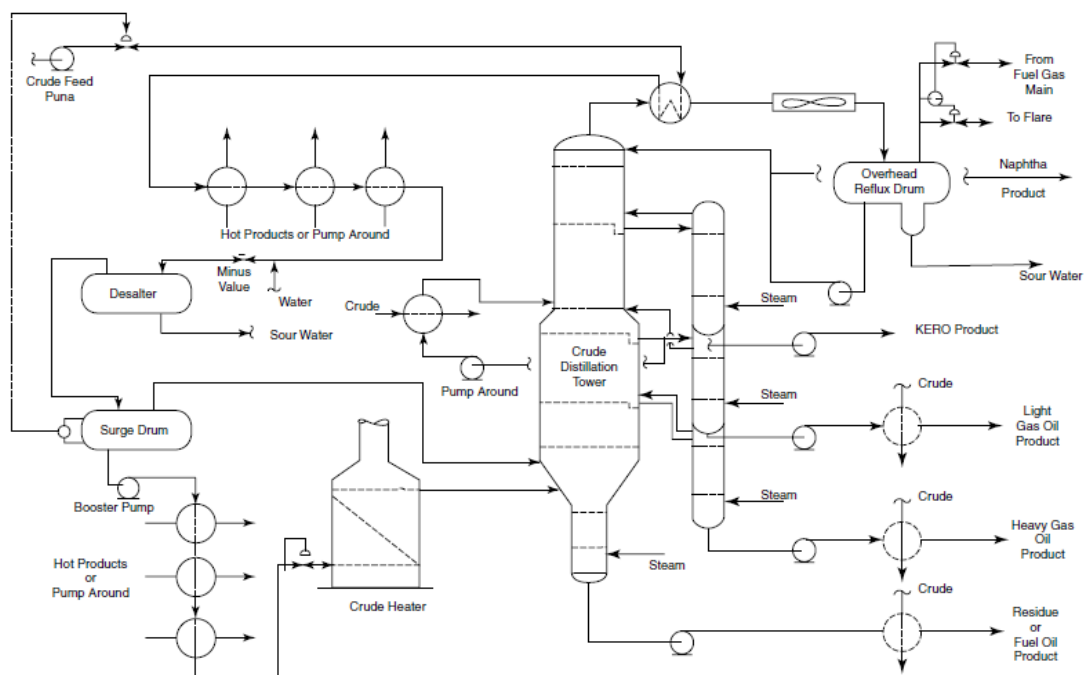 Crude Feed
Puna
From
Fuel Gas
Main
To Flare
Overhead
Reflux Drum
Naphtha
Product
Sour Water
Hot Products or Pump Around
Minus
Value
Water
Desalter
Sour Water
Crude
Pump Around
Steam
KERO Product
Crude
Distillation
Tower
Steam
Crude
Light
Gas Oil
Product
Surge Drum
Booster Pump
Steam
Crude
Heavy Gas
Oil
Product
Hot Products
or
Pump Around
Crude Heater
Steam
Crude
Residue
or
Fuel Oil
Product